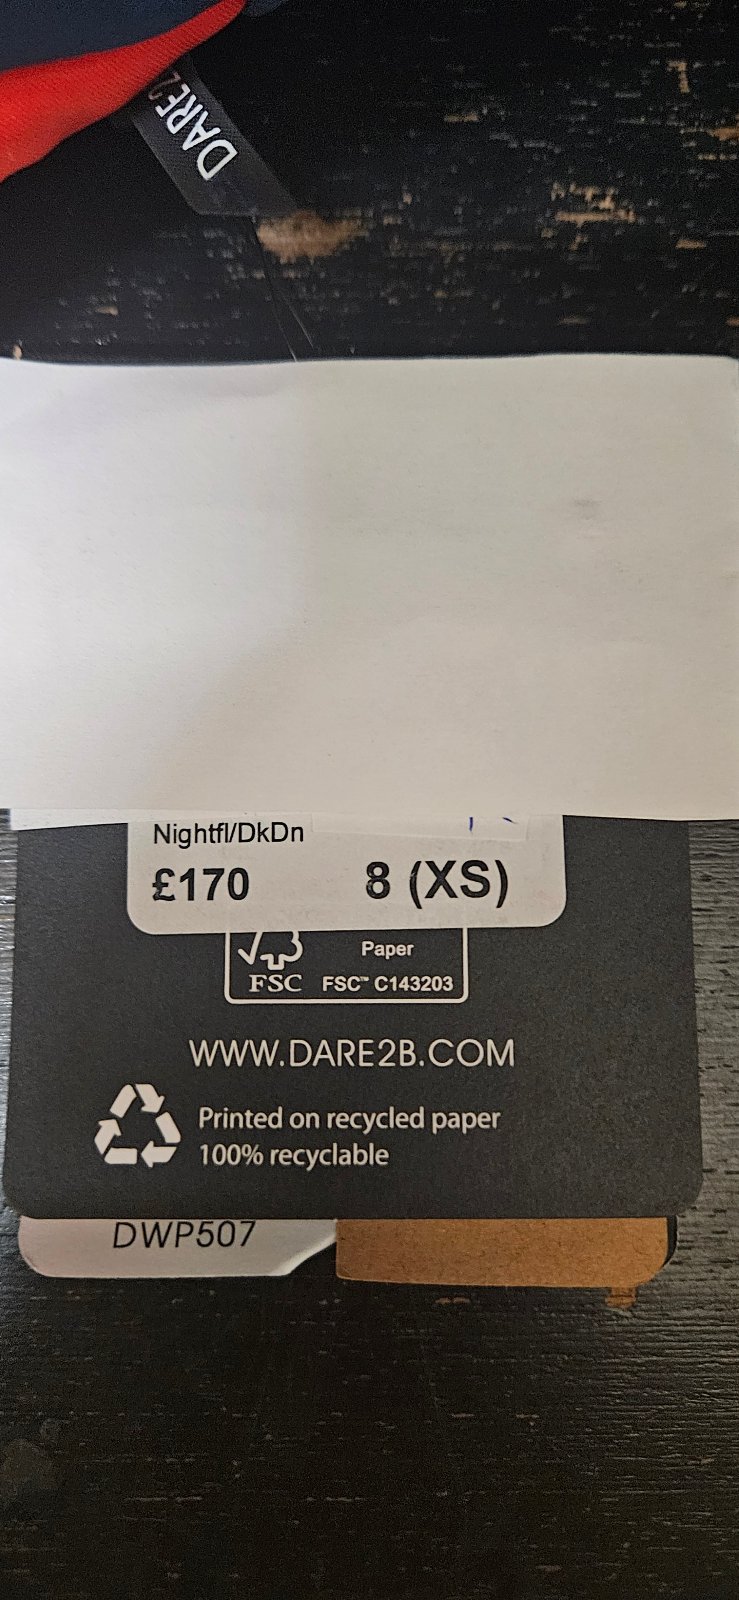 DARE2
Nightfl/DkDn
£170 8 (XS)
Paper
FSC FSC™ C143203
WWW.DARE2B.COM
Printed on recycled paper
100% recyclable
DWP507